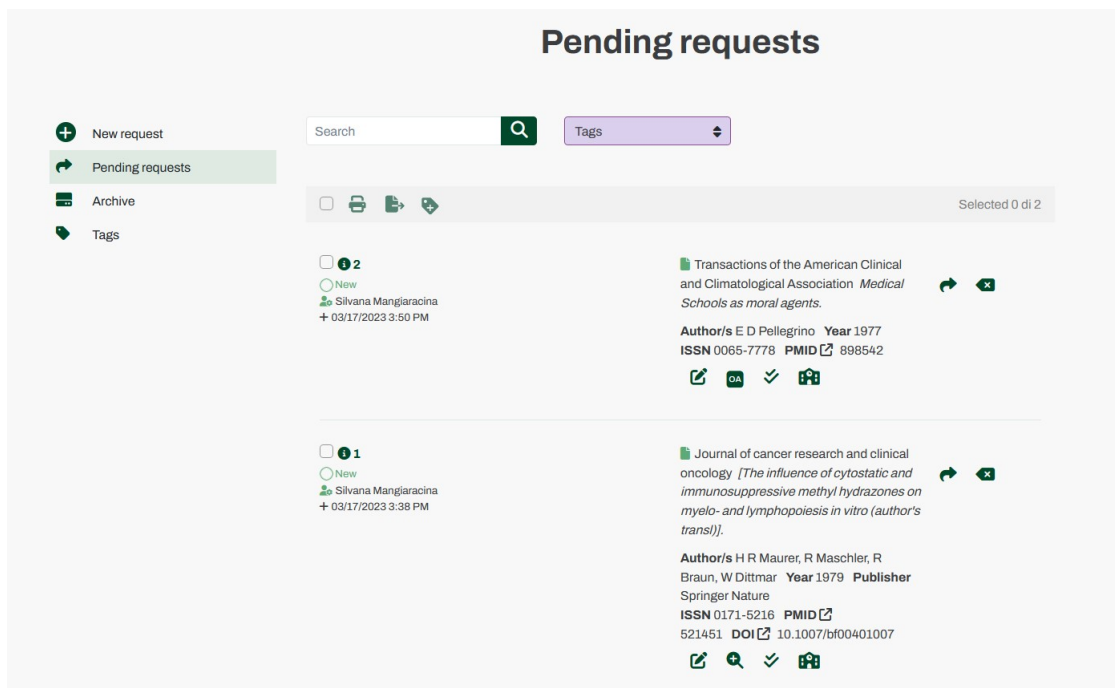 Pending requests
New request
Pending requests
Archive
Tags
Search
Tags
Selected 0 di 2
2
New
Silvana Mangiaracina
+ 03/17/2023 3:50 PM
Transactions of the American Clinical
and Climatological Association Medical
Schools as moral agents.
Author/s E D Pellegrino Year 1977
ISSN 0065-7778 PMID 898542
OA
1
New
Silvana Mangiaracina
+ 03/17/2023 3:38 PM
Journal of cancer research and clinical
oncology [The influence of cytostatic and
immunosuppressive methyl hydrazones on
myelo- and lymphopoiesis in vitro (author's
transl)].
Author/s H R Maurer, R Maschler, R
Braun, W Dittmar Year 1979 Publisher
Springer Nature
ISSN 0171-5216 PMID
521451 DOI 10.1007/bf00401007